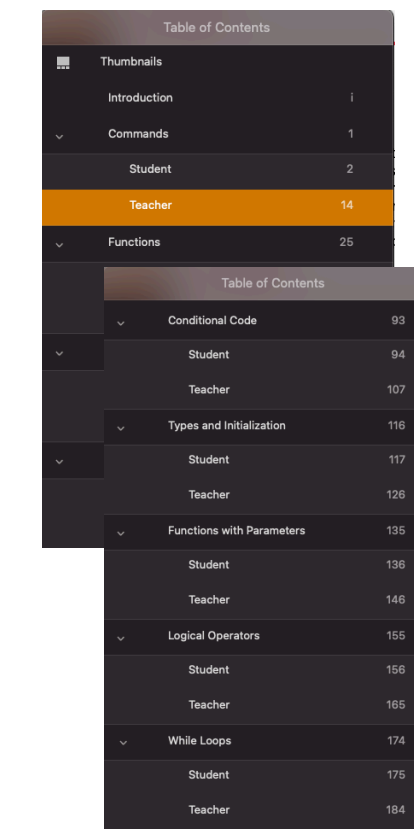 Table of Contents
Thumbnails
Introduction i
Commands 1
Student 2
Teacher 14
Functions 25
Table of Contents
Conditional Code 93
Student 94
Teacher 107
Types and Initialization 116
Student 117
Teacher 126
Functions with Parameters 135
Student 136
Teacher 146
Logical Operators 155
Student 156
Teacher 165
While Loops 174
Student 175
Teacher 184